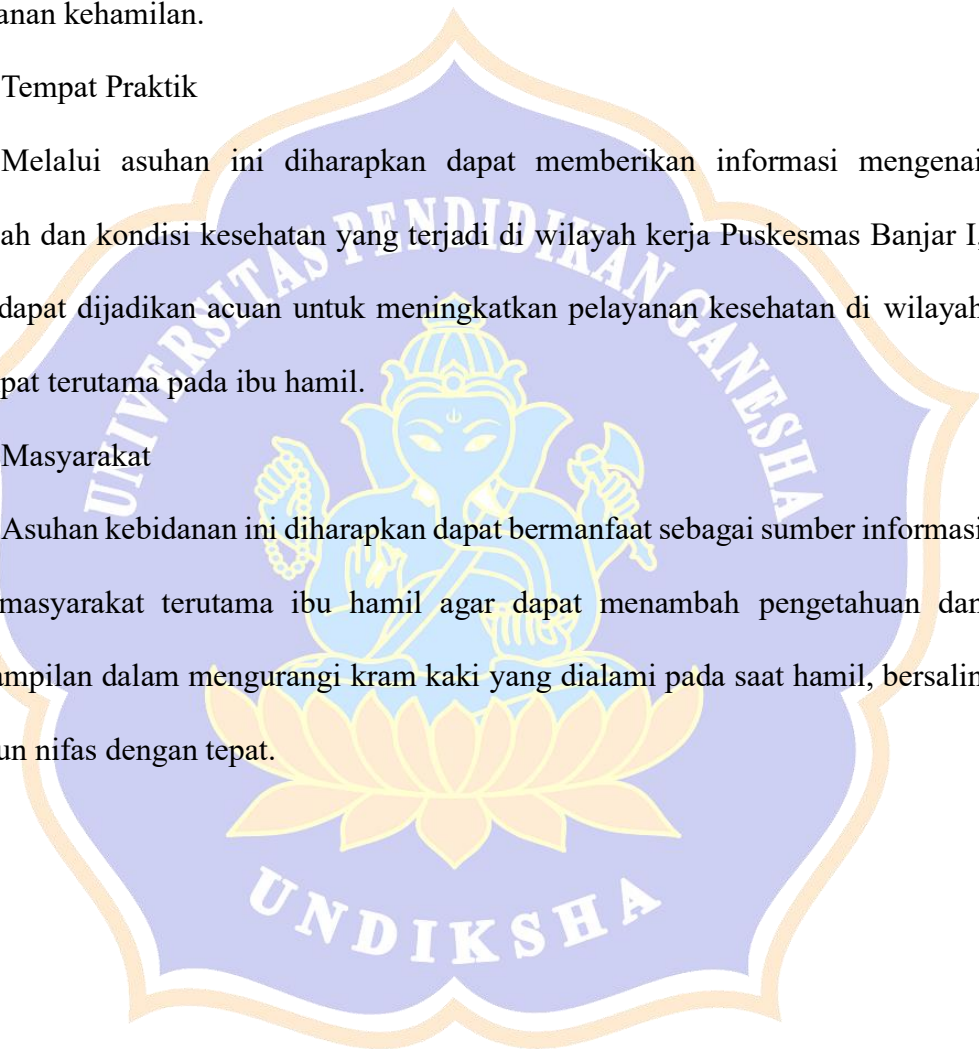 anan kehamilan.
Tempat Praktik
Melalui asuhan ini diharapkan dapat memberikan informasi mengenai
ah dan kondisi kesehatan yang terjadi di wilayah kerja Puskesmas Banjar I,
dapat dijadikan acuan untuk meningkatkan pelayanan kesehatan di wilayah
pat terutama pada ibu hamil.
Masyarakat
Asuhan kebidanan ini diharapkan dapat bermanfaat sebagai sumber informasi
masyarakat terutama ibu hamil agar dapat menambah pengetahuan dan
ampilan dalam mengurangi kram kaki yang dialami pada saat hamil, bersalin
un nifas dengan tepat.
UNIVERSITAS PENDIDIKAN GANESHA
UNDIKSHA